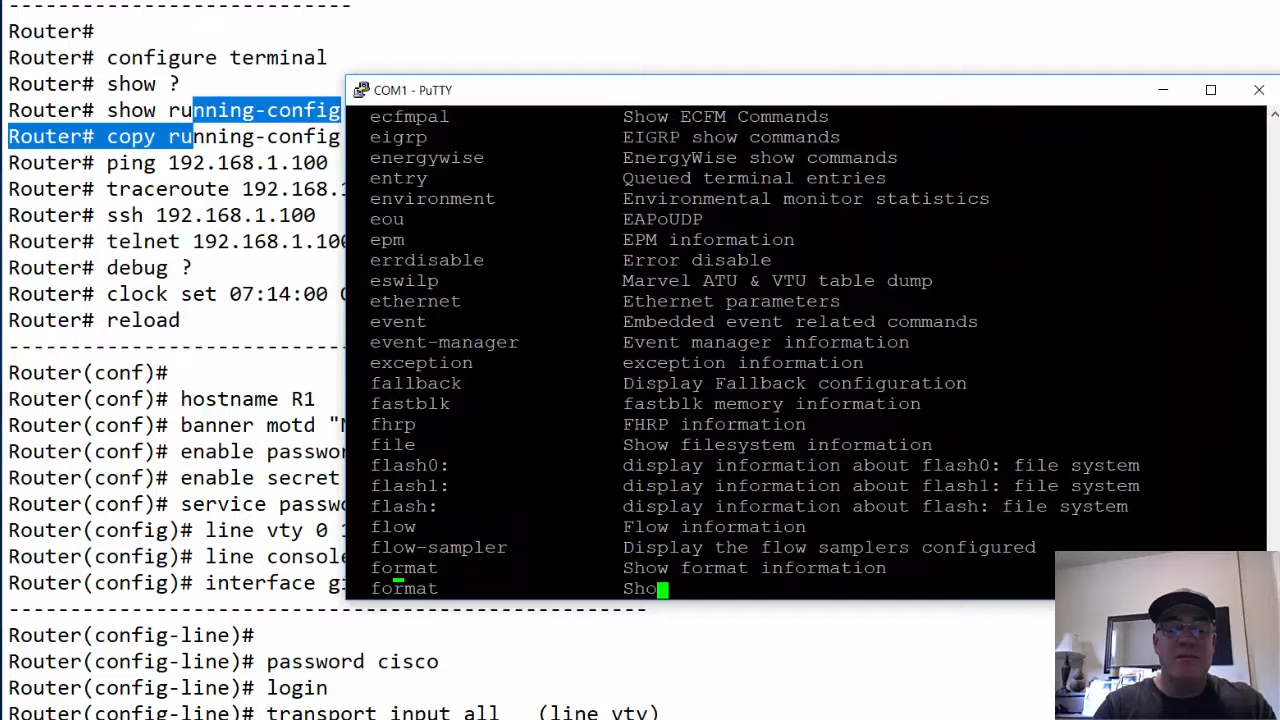 Router#
Router# configure terminal
Router# show ?
Router# show running-config
Router# copy running-config
Router# ping 192.168.1.100
Router# traceroute 192.168.1
Router# ssh 192.168.1.100
Router# telnet 192.168.1.100
Router# debug ?
Router# clock set 07:14:00
Router# reload
Router(conf)#
Router(conf)# hostname R1
Router(conf)# banner motd
Router(conf)# enable passwor
Router(conf)# enable secret
Router(conf)# service passwo
Router(config)# line vty 0
Router(config)# line console
Router(config)# interface gi
Router(config-line)#
Router(config-line)# password cisco
Router(config-line)# login
Router(config-line)# transport input all (line vty)
COM1 - PuTTY
ecfmpal Show ECFM Commands
eigrp EIGRP show commands
energywise EnergyWise show commands
entry Queued terminal entries
environment Environmental monitor statistics
eou EAPoUDP
epm EPM information
errdisable Error disable
eswilp Marvel ATU & VTU table dump
ethernet Ethernet parameters
event Embedded event related commands
event-manager Event manager information
exception exception information
fallback Display Fallback configuration
fastblk fastblk memory information
fhrp FHRP information
file Show filesystem information
flash0: display information about flash0: file system
flash1: display information about flash1: file system
flash: display information about flash: file system
flow Flow information
flow-sampler Display the flow samplers configured
format Show format information
format Sho